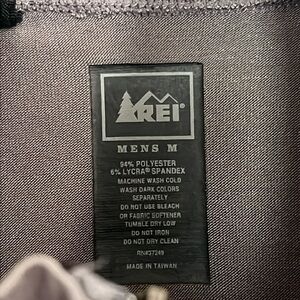 REI®
MENS M
94% POLYESTER
6% LYCRA® SPANDEX
MACHINE WASH COLD
WASH DARK COLORS
SEPARATELY
DO NOT USE BLEACH
OR FABRIC SOFTENER
TUMBLE DRY LOW
DO NOT IRON
DO NOT DRY CLEAN
RN#37249
MADE IN TAIWAN